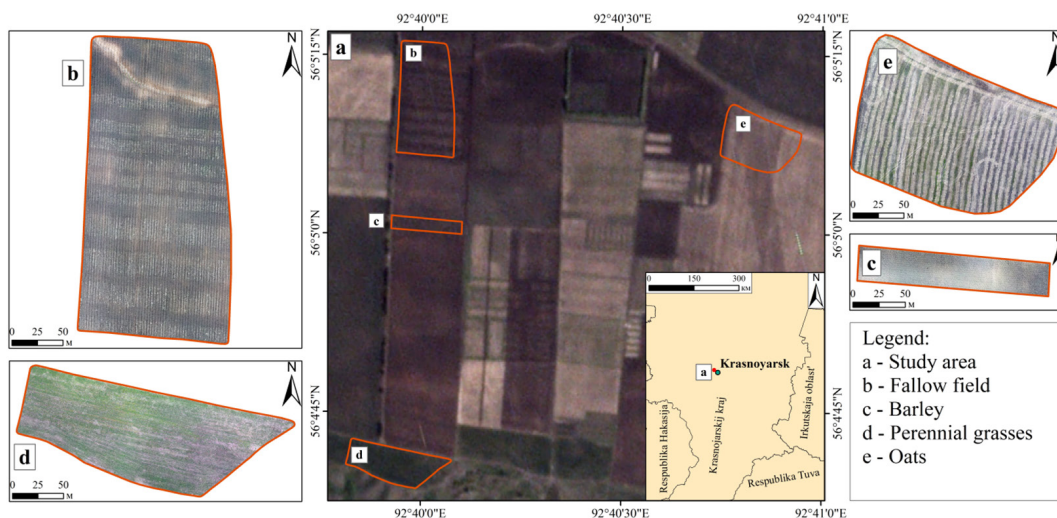 92°40'0"E
92°40'30"E
92°41'0"E
b
N
0 25 50
M
d
N
0 25 50
M
a
b
c
d
e
56°5'15"N
56°5'0"N
56°4'45"N
56°5'15"N
56°5'0"N
56°4'45"N
0 150 300
KM
N
a
Krasnoyarsk
Respublika Hakasija
Krasnojarskij kraj
Irkutskaja oblast'
Respublika Tuva
92°40'0"E
92°40'30"E
92°41'0"E
e
N
0 25 50
M
c
0 25 50
M
Legend:
a - Study area
b - Fallow field
c - Barley
d - Perennial grasses
e - Oats